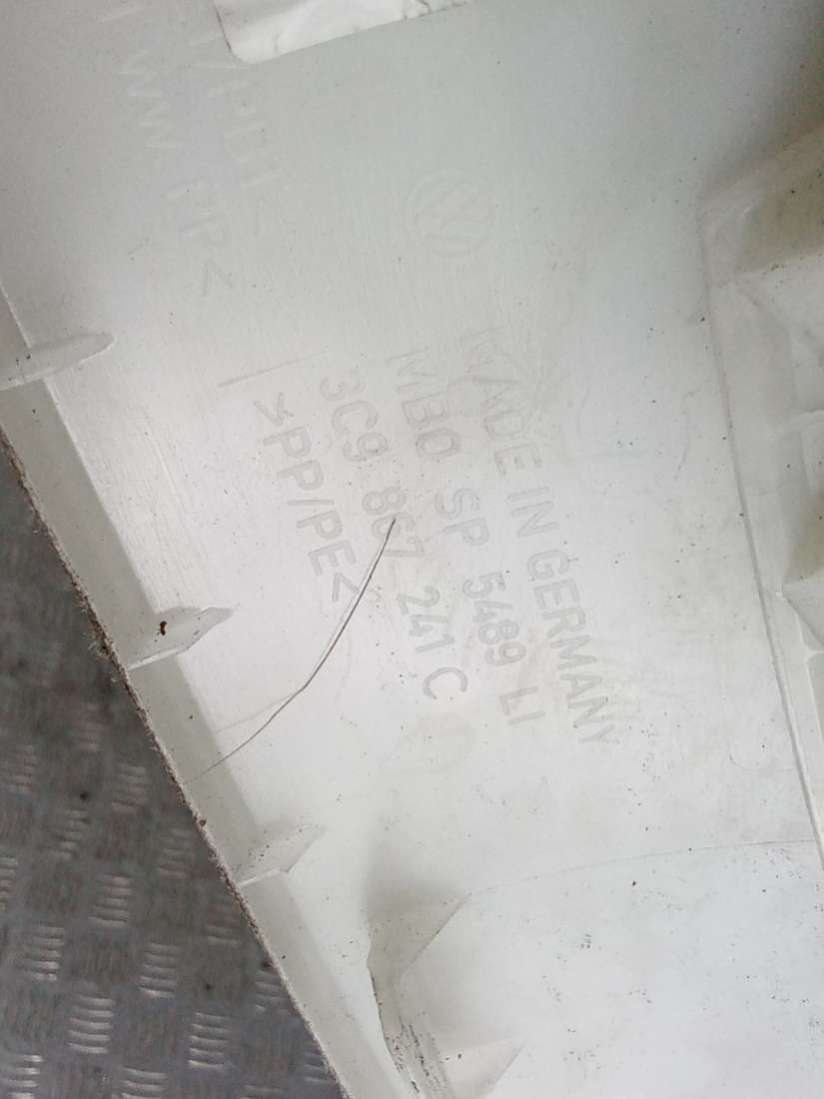 MADE IN GERMANY
MBO SP 5489 LI
3C9 867 241 C
>PP/PE<